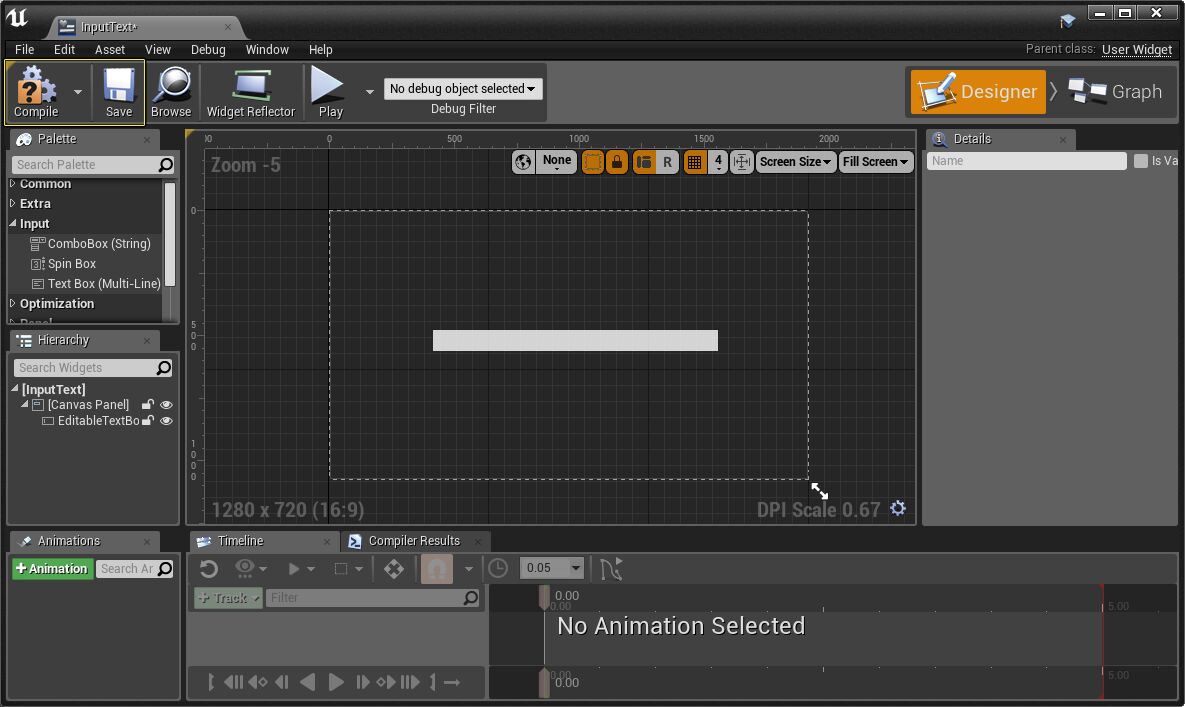 InputText*
File Edit Asset View Debug Window Help
Parent class: User Widget
Compile Save Browse Widget Reflector Play
No debug object selected
Debug Filter
Designer Graph
Palette
Search Palette
Common
Extra
Input
ComboBox (String)
Spin Box
Text Box (Multi-Line)
Optimization
Hierarchy
Search Widgets
[InputText]
[Canvas Panel]
EditableTextBo
00 0 500 1000 1500 2000
Zoom -5
None R 4 Screen Size Fill Screen
0
500
1000
1280 x 720 (16:9)
DPI Scale 0.67
Details
Name
Is Va
Animations
+Animation
Search Ar
Timeline Compiler Results
0.05
+ Track
Filter
0.00
0.00
5.00
No Animation Selected
0.00
0.00
5.00